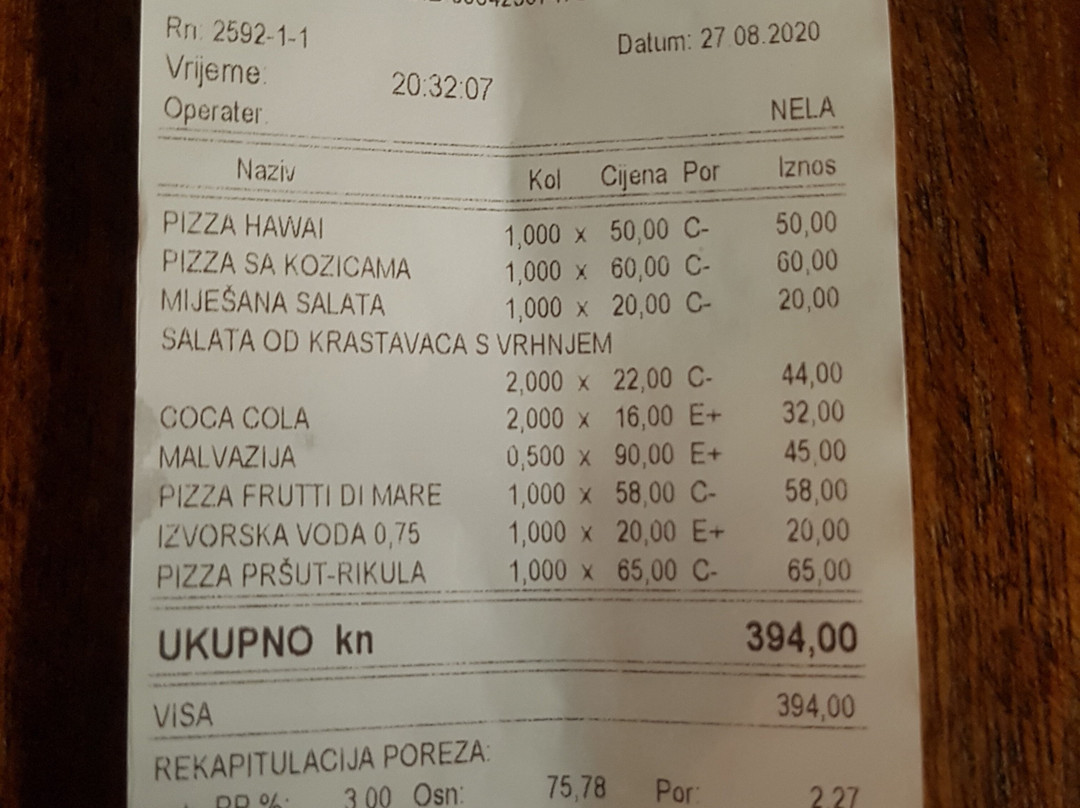 Rn: 2592-1-1 Datum: 27.08.2020
Vrijeme: 20:32:07
Operater: NELA
Naziv Kol Cijena Por Iznos
PIZZA HAWAI 1,000 x 50,00 C- 50,00
PIZZA SA KOZICAMA 1,000 x 60,00 C- 60,00
MIJEŠANA SALATA 1,000 x 20,00 C- 20,00
SALATA OD KRASTAVACA S VRHNJEM
2,000 x 22,00 C- 44,00
COCA COLA 2,000 x 16,00 E+ 32,00
MALVAZIJA 0,500 x 90,00 E+ 45,00
PIZZA FRUTTI DI MARE 1,000 x 58,00 C- 58,00
IZVORSKA VODA 0,75 1,000 x 20,00 E+ 20,00
PIZZA PRŠUT-RIKULA 1,000 x 65,00 C- 65,00
UKUPNO kn 394,00
VISA 394,00
REKAPITULACIJA POREZA:
PP %: 3.00 Osn: 75,78 Por: 2,27